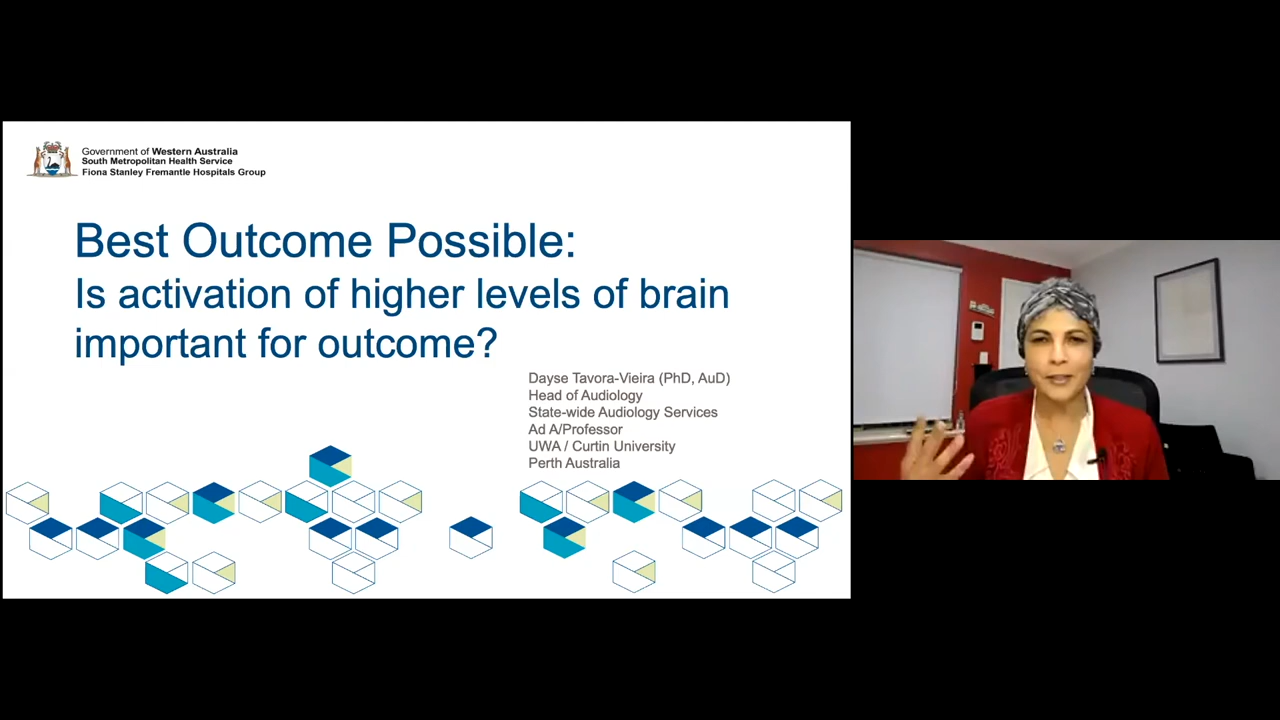 Government of Western Australia
South Metropolitan Health Service
Fiona Stanley Fremantle Hospitals Group
Best Outcome Possible:
Is activation of higher levels of brain
important for outcome?
Dayse Tavora-Vieira (PhD, AuD)
Head of Audiology
State-wide Audiology Services
Ad A/Professor
UWA / Curtin University
Perth Australia